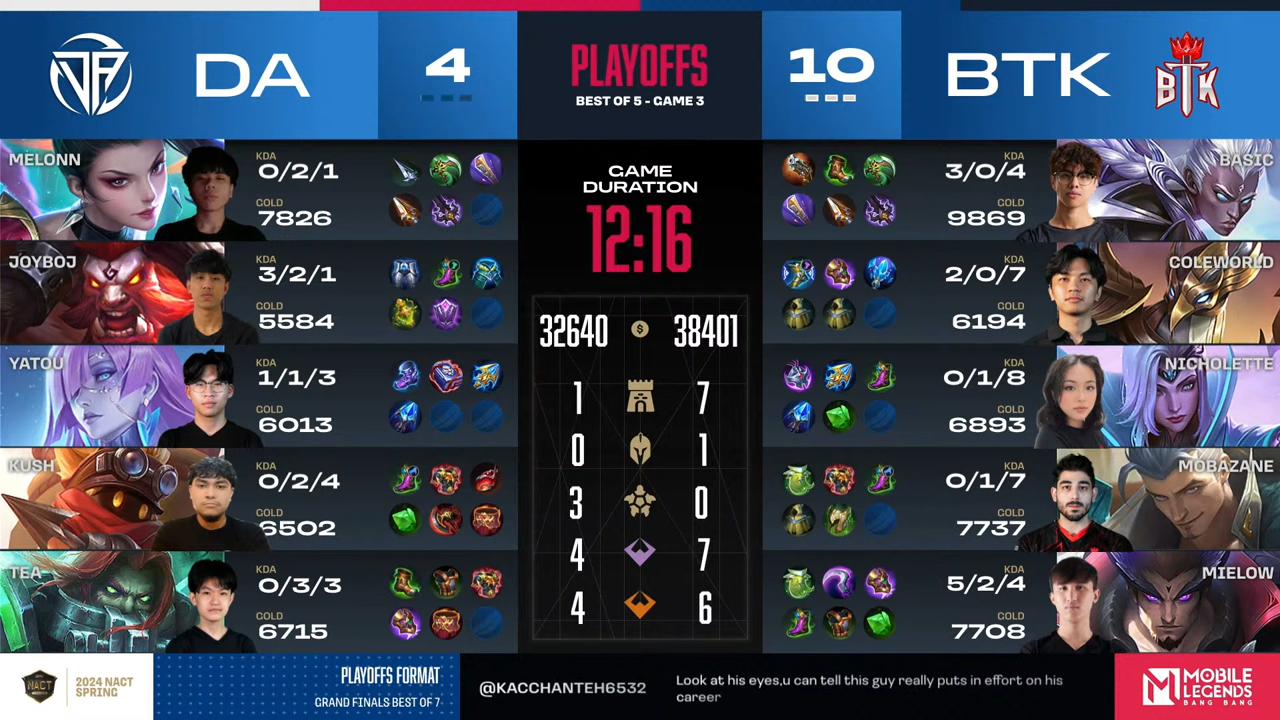 DA
4
PLAYOFFS
BEST OF 5 - GAME 3
10
BTK
BTK
MELONN
KDA
0/2/1
GOLD
7826
JOYBOJ
KDA
3/2/1
GOLD
5584
YATOU
KDA
1/1/3
GOLD
6013
KUSH
KDA
0/2/4
GOLD
6502
TEA
KDA
0/3/3
GOLD
6715
GAME
DURATION
12:16
32640 $ 38401
1 7
0 1
3 0
4 7
4 6
BASIC
KDA
3/0/4
GOLD
9869
COLEWORLD
KDA
2/0/7
GOLD
6194
NICHOLETTE
KDA
0/1/8
GOLD
6893
MOBAZANE
KDA
0/1/7
GOLD
7737
MIELOW
KDA
5/2/4
GOLD
7708
NACT
2024 NACT
SPRING
PLAYOFFS FORMAT
GRAND FINALS BEST OF 7
@KACCHANTEH6532
Look at his eyes,u can tell this guy really puts in effort on his
career
MOBILE
LEGENDS
BANG BANG